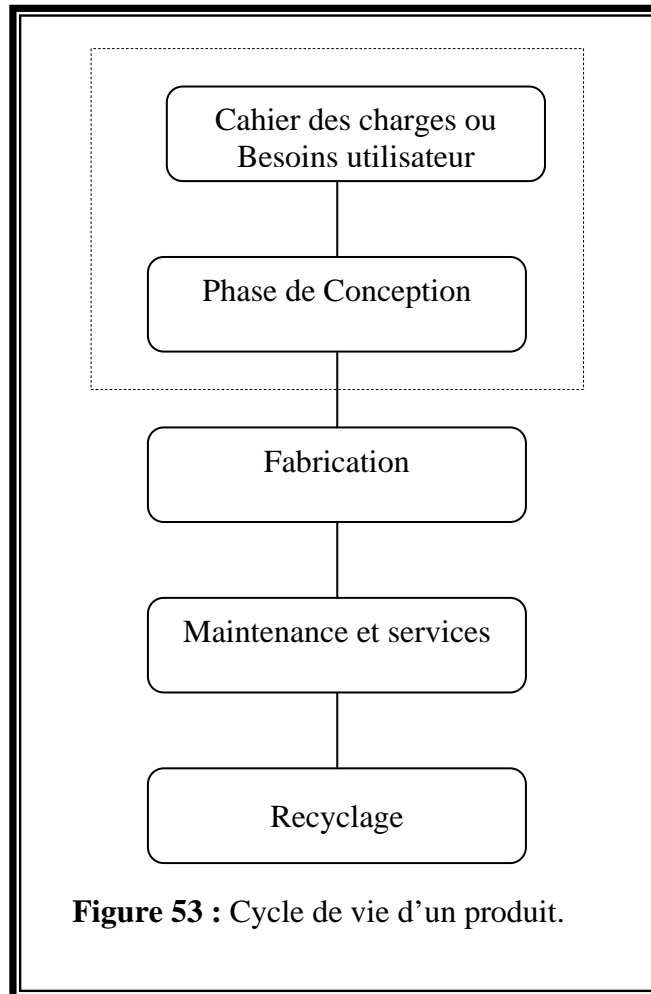 Cahier des charges ou
Besoins utilisateur
Phase de Conception
Fabrication
Maintenance et services
Recyclage
Figure 53 : Cycle de vie d’un produit.